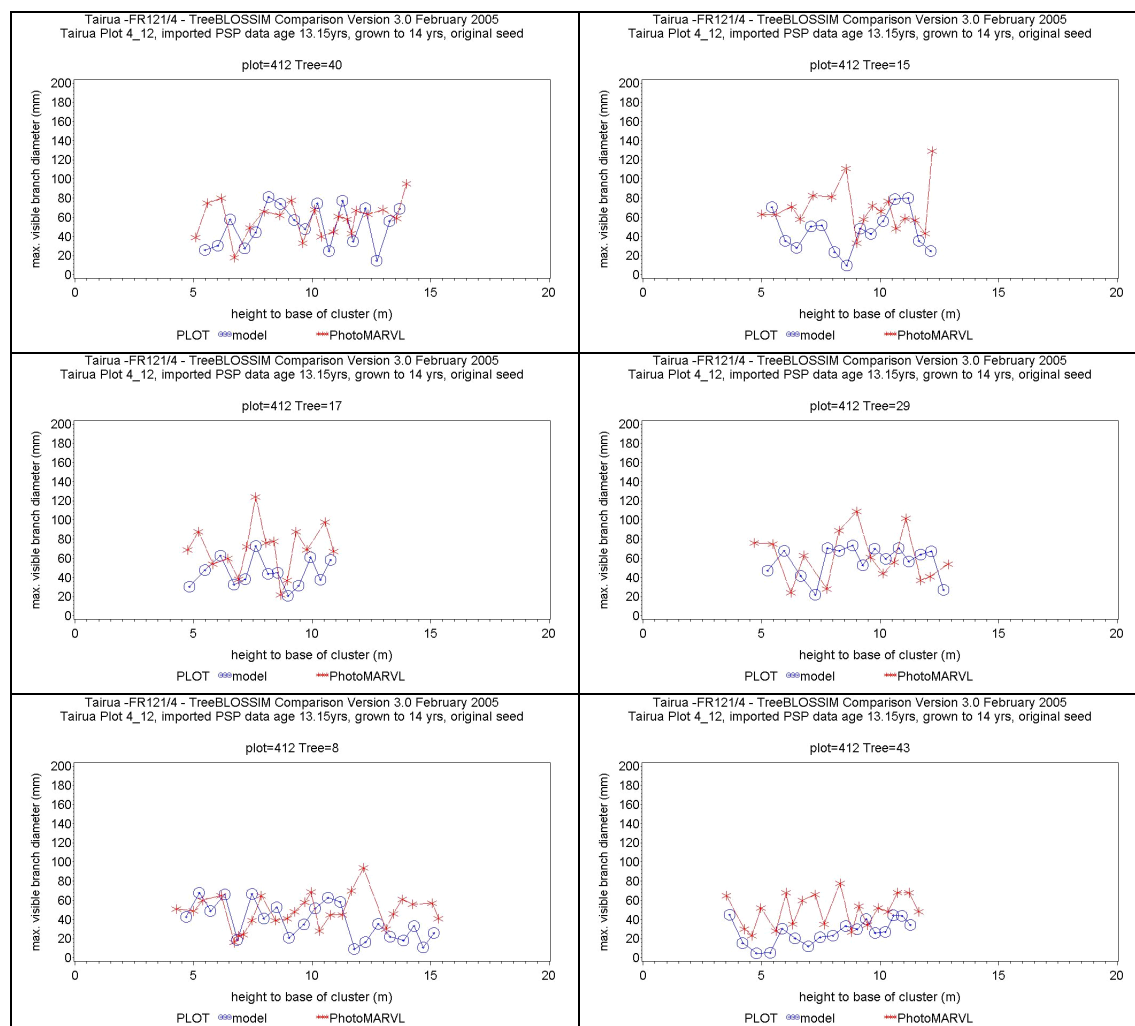 Tairua -FR121/4 - TreeBLOSSIM Comparison Version 3.0 February 2005
Tairua Plot 4_12, imported PSP data age 13.15yrs, grown to 14 yrs, original seed
plot=412 Tree=40
max. visible branch diameter (mm)
200
180
160
140
120
100
80
60
40
20
0
0 5 10 15 20
height to base of cluster (m)
PLOT model PhotoMARVL
Tairua -FR121/4 - TreeBLOSSIM Comparison Version 3.0 February 2005
Tairua Plot 4_12, imported PSP data age 13.15yrs, grown to 14 yrs, original seed
plot=412 Tree=15
max. visible branch diameter (mm)
200
180
160
140
120
100
80
60
40
20
0
0 5 10 15 20
height to base of cluster (m)
PLOT model PhotoMARVL
Tairua -FR121/4 - TreeBLOSSIM Comparison Version 3.0 February 2005
Tairua Plot 4_12, imported PSP data age 13.15yrs, grown to 14 yrs, original seed
plot=412 Tree=17
max. visible branch diameter (mm)
200
180
160
140
120
100
80
60
40
20
0
0 5 10 15 20
height to base of cluster (m)
PLOT model PhotoMARVL
Tairua -FR121/4 - TreeBLOSSIM Comparison Version 3.0 February 2005
Tairua Plot 4_12, imported PSP data age 13.15yrs, grown to 14 yrs, original seed
plot=412 Tree=29
max. visible branch diameter (mm)
200
180
160
140
120
100
80
60
40
20
0
0 5 10 15 20
height to base of cluster (m)
PLOT model PhotoMARVL
Tairua -FR121/4 - TreeBLOSSIM Comparison Version 3.0 February 2005
Tairua Plot 4_12, imported PSP data age 13.15yrs, grown to 14 yrs, original seed
plot=412 Tree=8
max. visible branch diameter (mm)
200
180
160
140
120
100
80
60
40
20
0
0 5 10 15 20
height to base of cluster (m)
PLOT model PhotoMARVL
Tairua -FR121/4 - TreeBLOSSIM Comparison Version 3.0 February 2005
Tairua Plot 4_12, imported PSP data age 13.15yrs, grown to 14 yrs, original seed
plot=412 Tree=43
max. visible branch diameter (mm)
200
180
160
140
120
100
80
60
40
20
0
0 5 10 15 20
height to base of cluster (m)
PLOT model PhotoMARVL